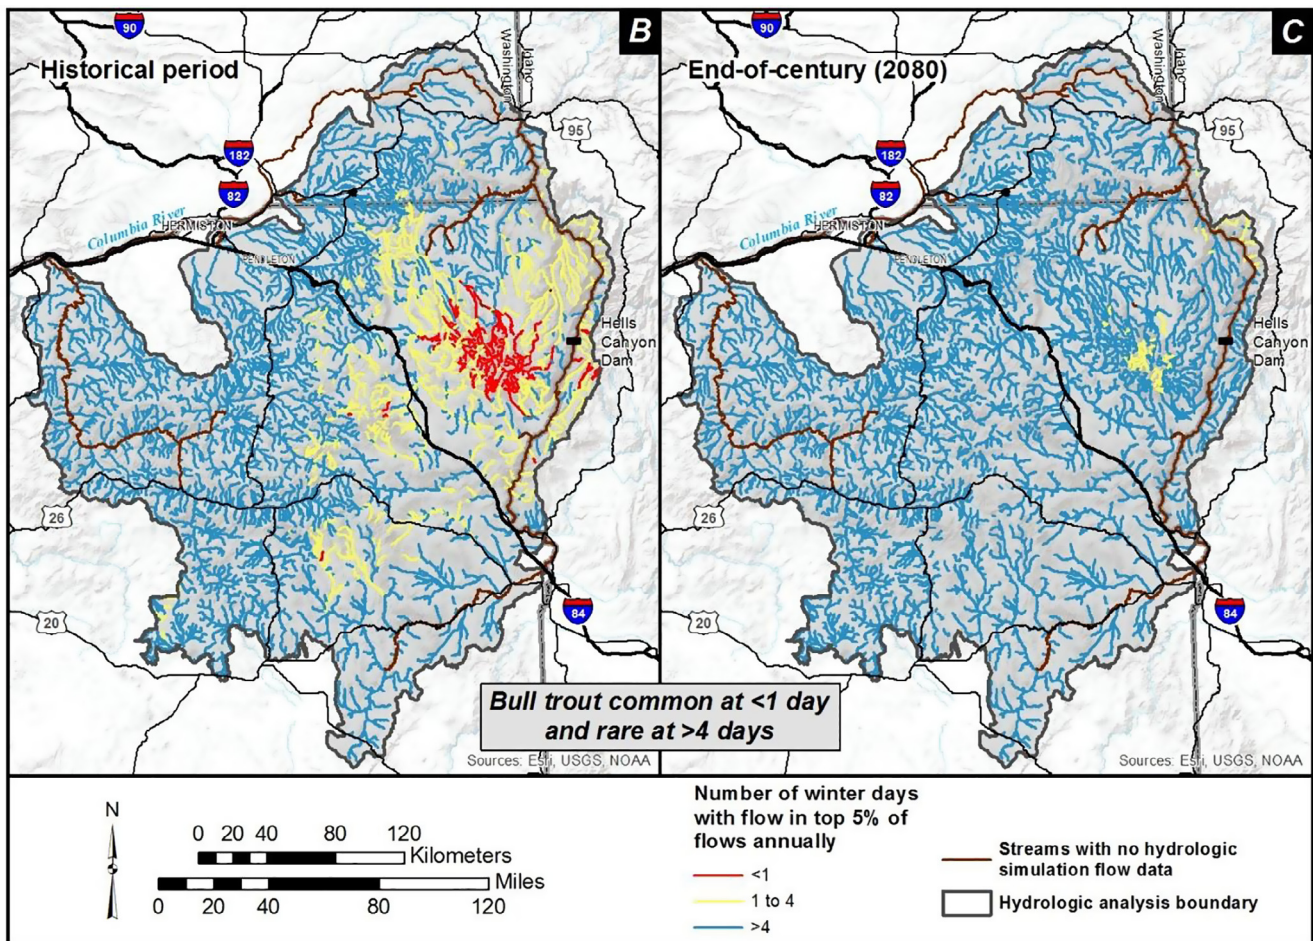 B
Historical period
90
Washington
Idaho
95
182
82
Columbia River
HERMISTON
PENDLETON
Hells
Canyon
Dam
26
20
84
Sources: Esri, USGS, NOAA
C
End-of-century (2080)
90
Washington
Idaho
95
182
82
Columbia River
HERMISTON
PENDLETON
Hells
Canyon
Dam
26
20
84
Sources: Esri, USGS, NOAA
Bull trout common at <1 day
and rare at >4 days
N
0 20 40 80 120
Kilometers
Miles
0 20 40 80 120
Number of winter days
with flow in top 5% of
flows annually
<1
1 to 4
>4
Streams with no hydrologic
simulation flow data
Hydrologic analysis boundary